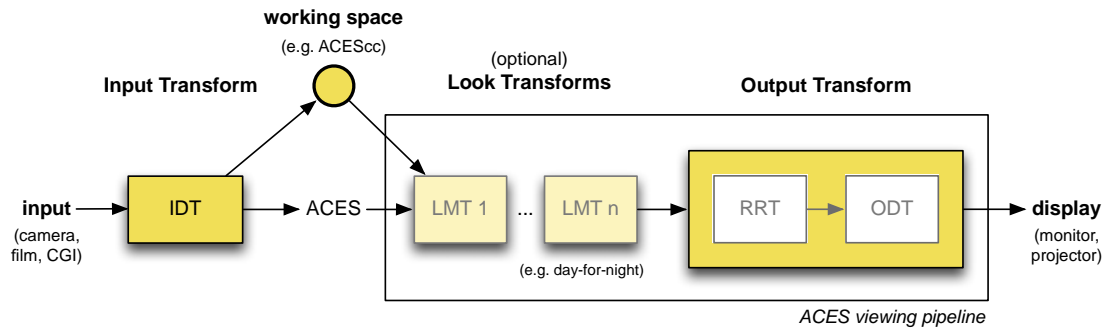 working space
(e.g. ACEScc)
Input Transform
(optional)
Look Transforms
Output Transform
input
(camera,
film, CGI)
IDT
ACES
LMT 1
...
LMT n
(e.g. day-for-night)
RRT
ODT
display
(monitor,
projector)
ACES viewing pipeline